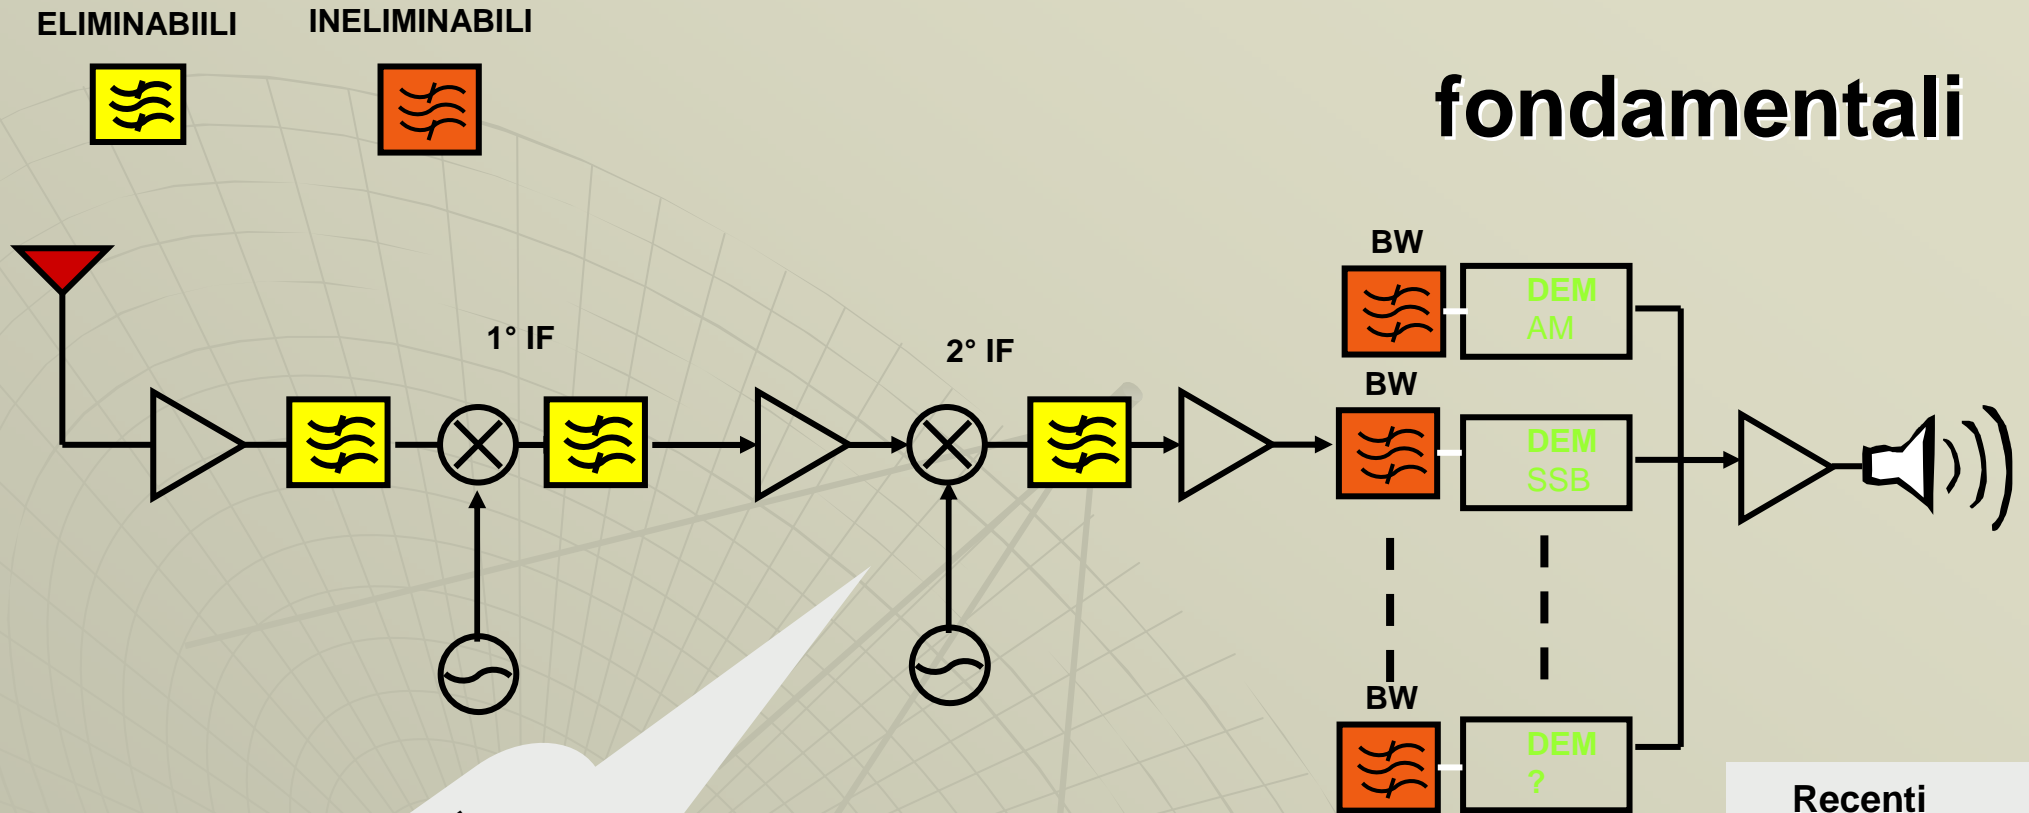 ELIMINABIILI
INELIMINABILI
fondamentali
BW
DEM
AM
1° IF
2° IF
BW
DEM
SSB
BW
DEM
?
Recenti